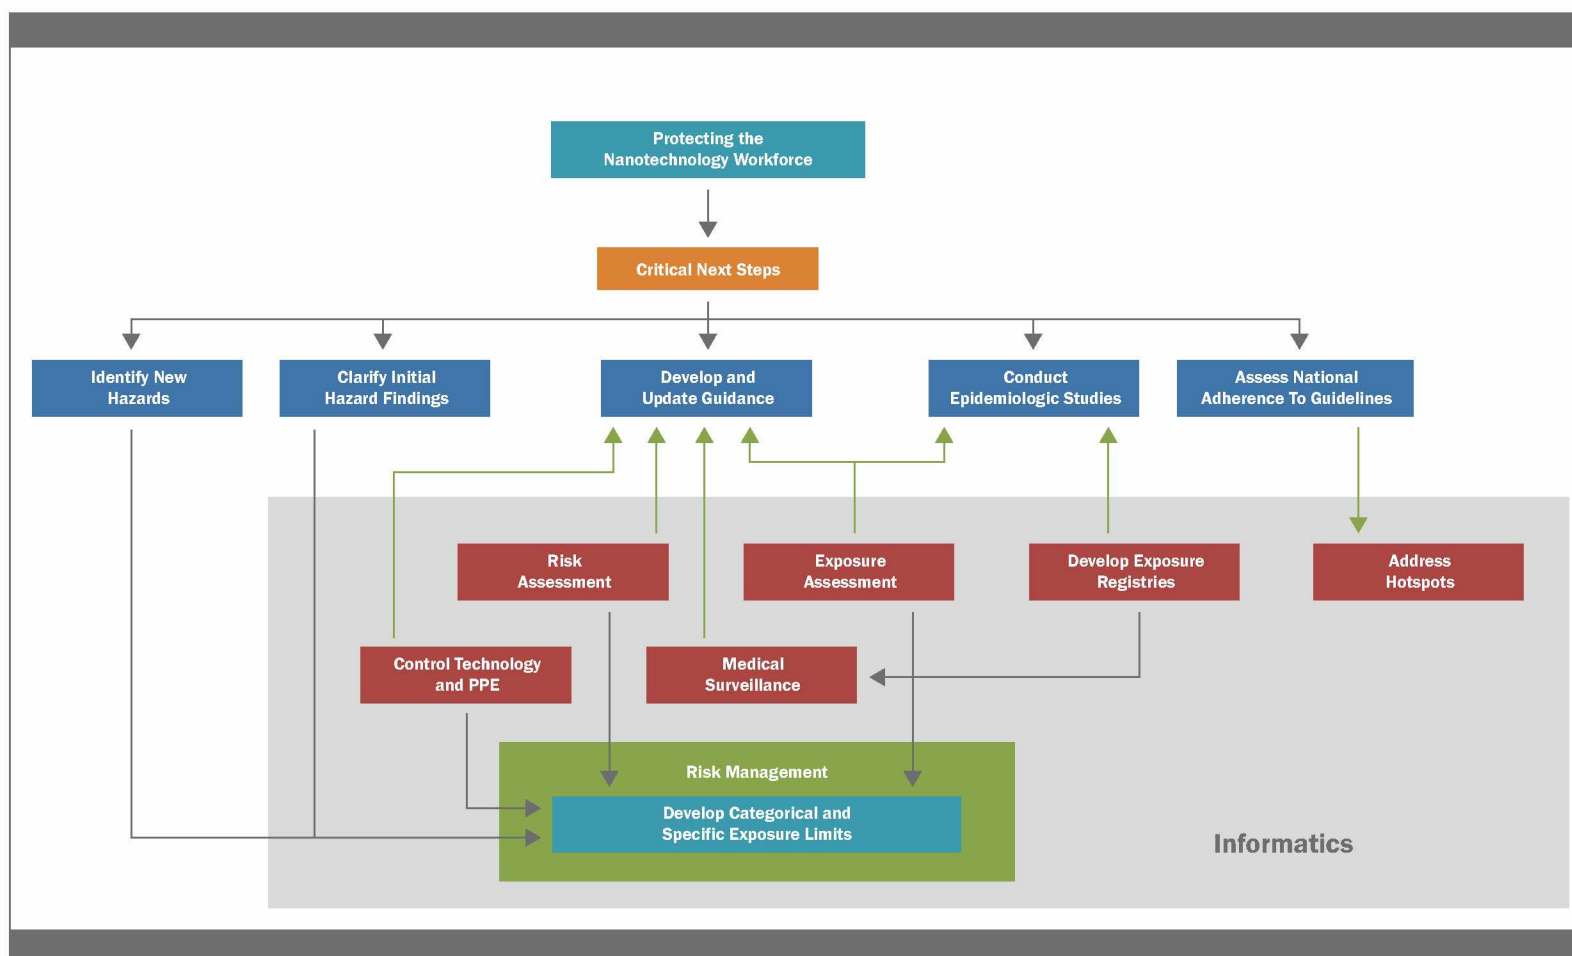 Protecting the
Nanotechnology Workforce
Critical Next Steps
Identify New
Hazards
Clarify Initial
Hazard Findings
Develop and
Update Guidance
Conduct
Epidemiologic Studies
Assess National
Adherence To Guidelines
Risk
Assessment
Exposure
Assessment
Develop Exposure
Registries
Address
Hotspots
Control Technology
and PPE
Medical
Surveillance
Risk Management
Develop Categorical and
Specific Exposure Limits
Informatics